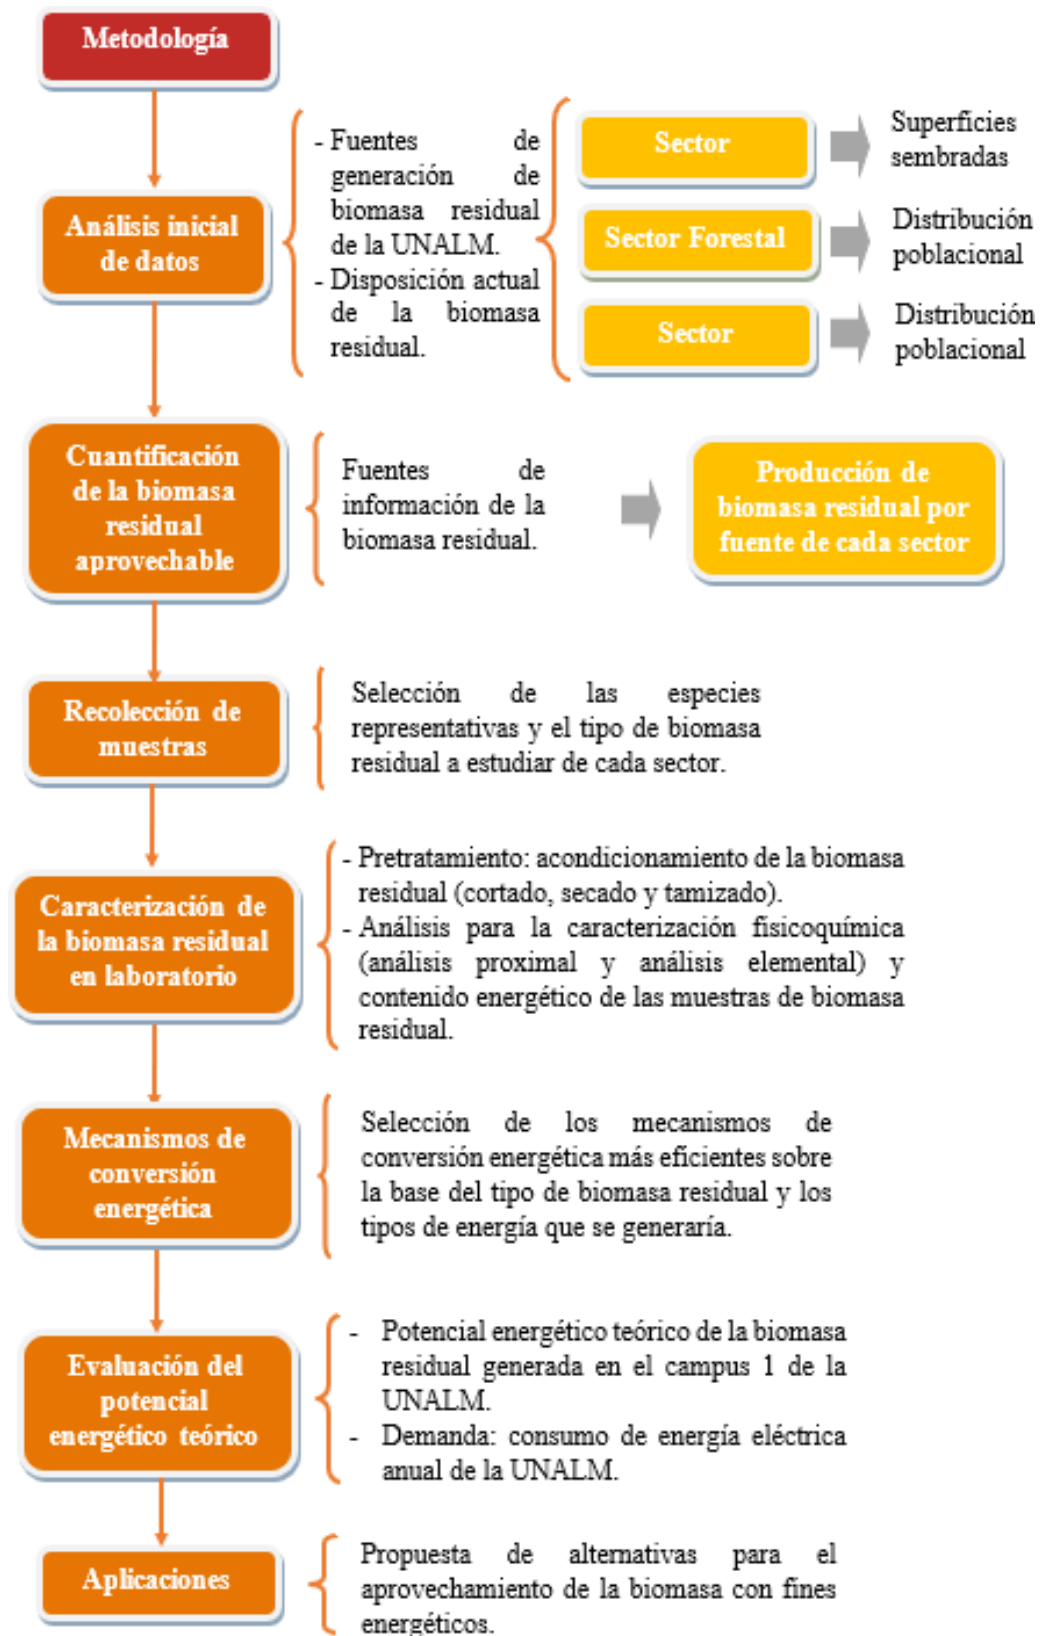 Metodología
Análisis inicial
de datos
- Fuentes de
generación de
biomasa residual
de la UNALM.
- Disposición actual
de la biomasa
residual.
Sector
Superficies
sembradas
Sector Forestal
Distribución
poblacional
Sector
Distribución
poblacional
Cuantificación
de la biomasa
residual
aprovechable
Fuentes de
información de la
biomasa residual.
Producción de
biomasa residual por
fuente de cada sector
Recolección de
muestras
Selección de las especies
representativas y el tipo de biomasa
residual a estudiar de cada sector.
Caracterización de
la biomasa residual
en laboratorio
- Pretratamiento: acondicionamiento de la biomasa
residual (cortado, secado y tamizado).
- Análisis para la caracterización fisicoquímica
(análisis proximal y análisis elemental) y
contenido energético de las muestras de biomasa
residual.
Mecanismos de
conversión
energética
Selección de los mecanismos de
conversión energética más eficientes sobre
la base del tipo de biomasa residual y los
tipos de energía que se generaría.
Evaluación del
potencial
energético teórico
- Potencial energético teórico de la biomasa
residual generada en el campus 1 de la
UNALM.
- Demanda: consumo de energía eléctrica
anual de la UNALM.
Aplicaciones
Propuesta de alternativas para el
aprovechamiento de la biomasa con fines
energéticos.